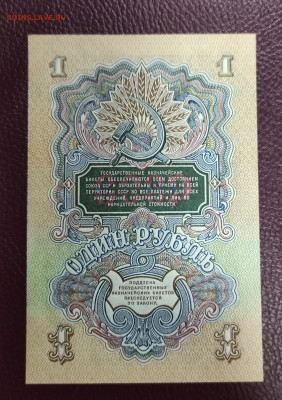 1 1
ГОСУДАРСТВЕННЫЕ КАЗНАЧЕЙСКИЕ
БИЛЕТЫ ОБЕСПЕЧИВАЮТСЯ ВСЕМ ДОСТОЯНИЕМ
СОЮЗА ССР И ОБЯЗАТЕЛЬНЫ К ПРИЕМУ НА ВСЕЙ
ТЕРРИТОРИИ СССР ВО ВСЕ ПЛАТЕЖИ ДЛЯ ВСЕХ
УЧРЕЖДЕНИЙ, ПРЕДПРИЯТИЙ И ЛИЦ ПО
НАРИЦАТЕЛЬНОЙ СТОИМОСТИ
ОДИН РУБЛЬ
ПОДДЕЛКА
ГОСУДАРСТВЕННЫХ
КАЗНАЧЕЙСКИХ БИЛЕТОВ
ПРЕСЛЕДУЕТСЯ
ПО ЗАКОНУ.
1 1